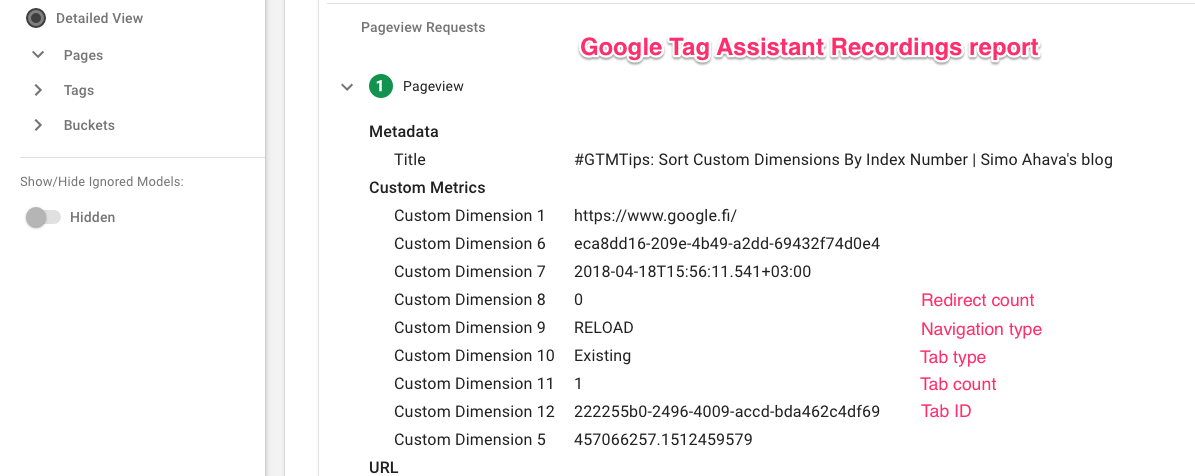 Detailed View
Pages
Tags
Buckets
Show/Hide Ignored Models:
Hidden
Pageview Requests
Google Tag Assistant Recordings report
1 Pageview
Metadata
Title #GTMTips: Sort Custom Dimensions By Index Number | Simo Ahava's blog
Custom Metrics
Custom Dimension 1 https://www.google.fi/
Custom Dimension 6 eca8dd16-209e-4b49-a2dd-69432f74d0e4
Custom Dimension 7 2018-04-18T15:56:11.541+03:00
Custom Dimension 8 0 Redirect count
Custom Dimension 9 RELOAD Navigation type
Custom Dimension 10 Existing Tab type
Custom Dimension 11 1 Tab count
Custom Dimension 12 222255b0-2496-4009-accd-bda462c4df69 Tab ID
Custom Dimension 5 457066257.1512459579
URL